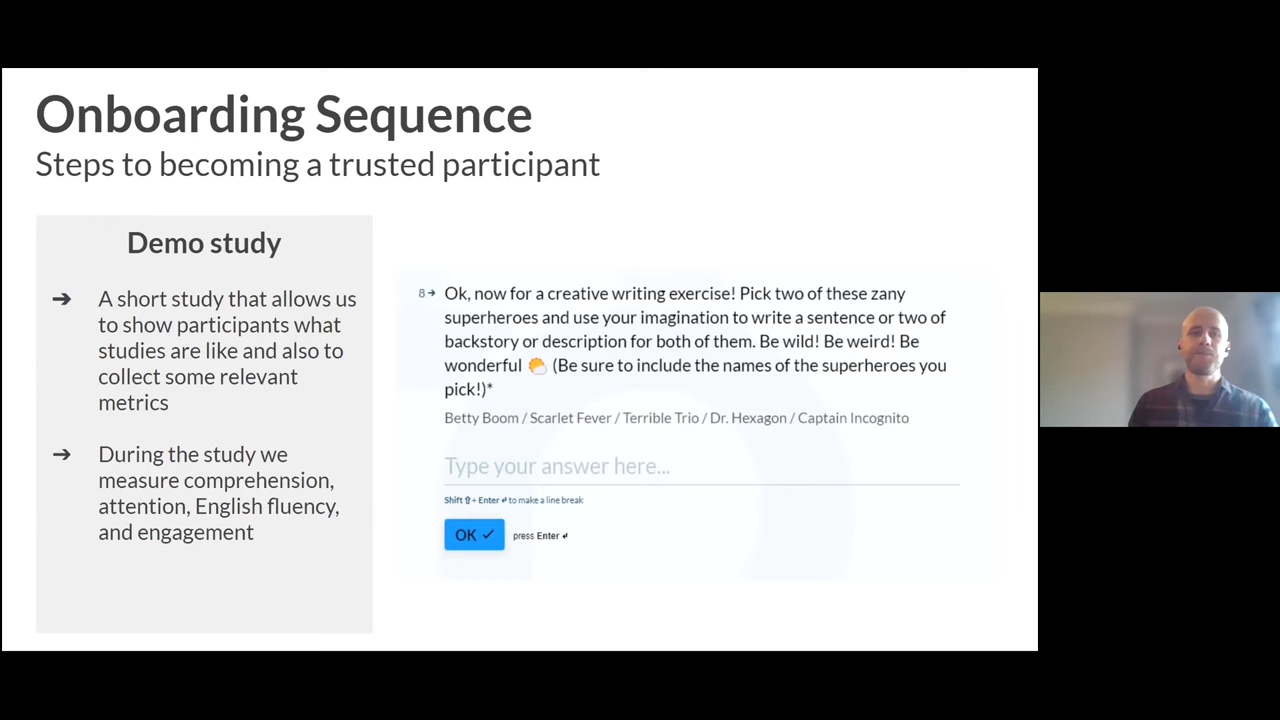 Onboarding Sequence
Steps to becoming a trusted participant
Demo study
➔ A short study that allows us
to show participants what
studies are like and also to
collect some relevant
metrics
➔ During the study we
measure comprehension,
attention, English fluency,
and engagement
8➔ Ok, now for a creative writing exercise! Pick two of these zany
superheroes and use your imagination to write a sentence or two of
backstory or description for both of them. Be wild! Be weird! Be
wonderful 🌤️ (Be sure to include the names of the superheroes you
pick!)*
Betty Boom / Scarlet Fever / Terrible Trio / Dr. Hexagon / Captain Incognito
Type your answer here...
Shift ⇧ + Enter ↵ to make a line break
OK ✓ press Enter ↵